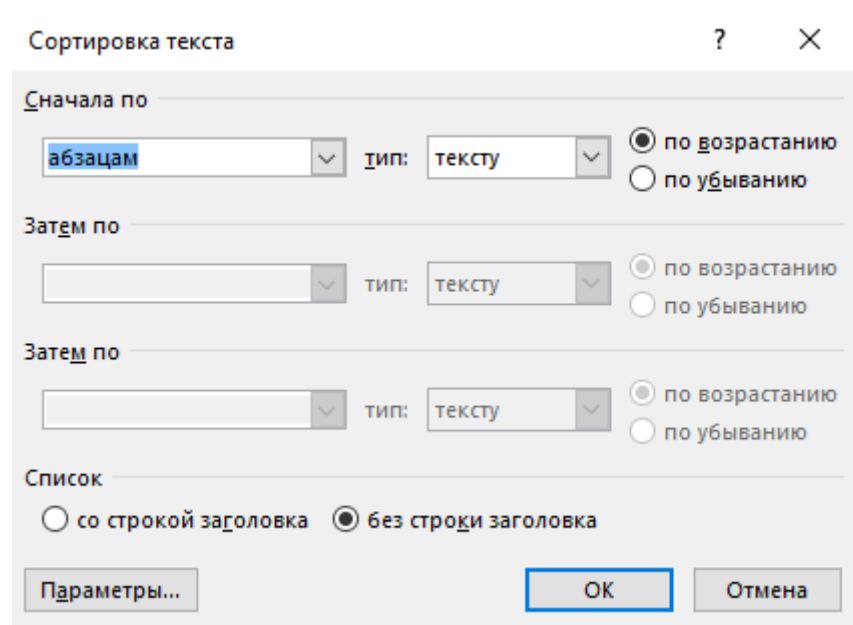 Сортировка текста ? ×
Сначала по
абзацам тип: тексту по возрастанию
по убыванию
Затем по
тип: тексту по возрастанию
по убыванию
Затем по
тип: тексту по возрастанию
по убыванию
Список
со строкой заголовка без строки заголовка
Параметры... ОК Отмена